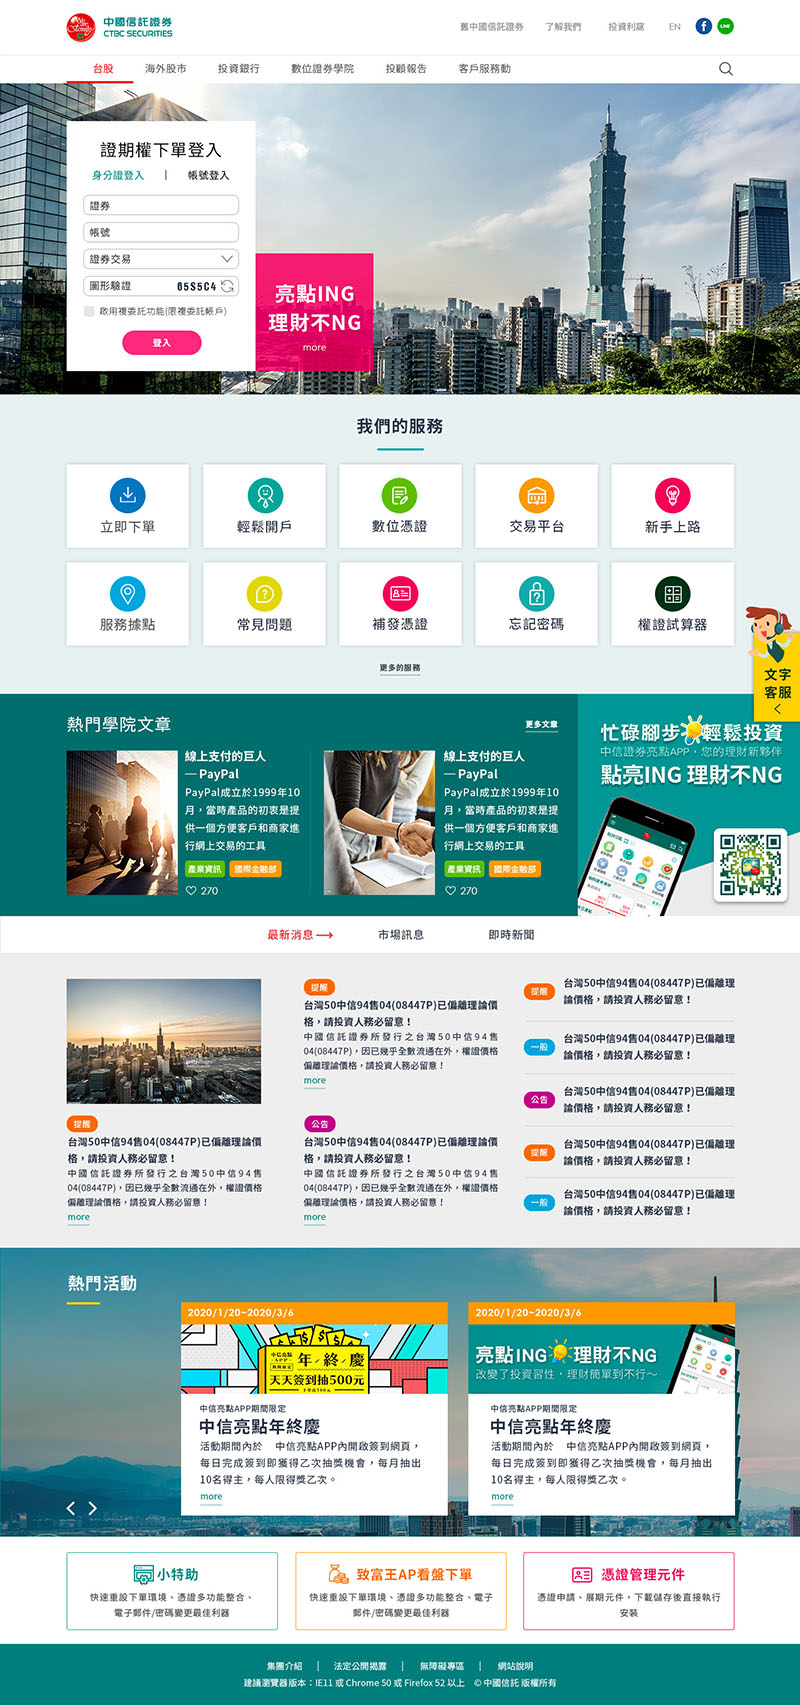 中國信託證券
CTBC SECURITIES
舊中國信託證券
了解我們
投資利窩
EN
LINE
台股
海外股市
投資銀行
數位證券學院
投顧報告
客戶服務動
證期權下單登入
身分證登入 | 帳號登入
證券
帳號
證券交易
圖形驗證 65S5C4
啟用複委託功能(限複委託帳戶)
登入
亮點ING
理財不NG
more
我們的服務
立即下單
輕鬆開戶
數位憑證
交易平台
新手上路
服務據點
常見問題
補發憑證
忘記密碼
權證試算器
更多的服務
文字
客服
熱門學院文章
更多文章
線上支付的巨人
— PayPal
PayPal成立於1999年10
月，當時產品的初衷是提
供一個方便客戶和商家進
行網上交易的工具
產業資訊 國際金融部
270
線上支付的巨人
— PayPal
PayPal成立於1999年10
月，當時產品的初衷是提
供一個方便客戶和商家進
行網上交易的工具
產業資訊 國際金融部
270
忙碌腳步 輕鬆投資
中信證券亮點APP，您的理財新夥伴
點亮ING 理財不NG
最新消息
市場訊息
即時新聞
提醒
台灣50中信94售04(08447P)已偏離理論價
格，請投資人務必留意！
中國信託證券所發行之台灣50中信94售
04(08447P)，因已幾乎全數流通在外，權證價格
偏離理論價格，請投資人務必留意！
more
提醒
台灣50中信94售04(08447P)已偏離理論價
格，請投資人務必留意！
中國信託證券所發行之台灣50中信94售
04(08447P)，因已幾乎全數流通在外，權證價格
偏離理論價格，請投資人務必留意！
more
公告
台灣50中信94售04(08447P)已偏離理論價
格，請投資人務必留意！
中國信託證券所發行之台灣50中信94售
04(08447P)，因已幾乎全數流通在外，權證價格
偏離理論價格，請投資人務必留意！
more
提醒
台灣50中信94售04(08447P)已偏離理
論價格，請投資人務必留意！
一般
台灣50中信94售04(08447P)已偏離理
論價格，請投資人務必留意！
公告
台灣50中信94售04(08447P)已偏離理
論價格，請投資人務必留意！
提醒
台灣50中信94售04(08447P)已偏離理
論價格，請投資人務必留意！
一般
台灣50中信94售04(08447P)已偏離理
論價格，請投資人務必留意！
熱門活動
2020/1/20~2020/3/6
中信亮點
APP
年終慶
天天簽到抽500元
中信亮點APP期間限定
中信亮點年終慶
活動期間內於　中信亮點APP內開啟簽到網頁，
每日完成簽到即獲得乙次抽獎機會，每月抽出
10名得主，每人限得獎乙次。
more
2020/1/20~2020/3/6
亮點ING 理財不NG
改變了投資習性，理財簡單到不行～
中信亮點APP期間限定
中信亮點年終慶
活動期間內於　中信亮點APP內開啟簽到網頁，
每日完成簽到即獲得乙次抽獎機會，每月抽出
10名得主，每人限得獎乙次。
more
小特助
快速重設下單環境、憑證多功能整合、
電子郵件/密碼變更最佳利器
致富王AP看盤下單
快速重設下單環境、憑證多功能整合、電子
郵件/密碼變更最佳利器
憑證管理元件
憑證申請、展期元件，下載儲存後直接執行
安裝
集團介紹 | 法定公開揭露 | 無障礙專區 | 網站說明
建議瀏覽器版本：IE11 或 Chrome 50 或 Firefox 52 以上　© 中國信託 版權所有